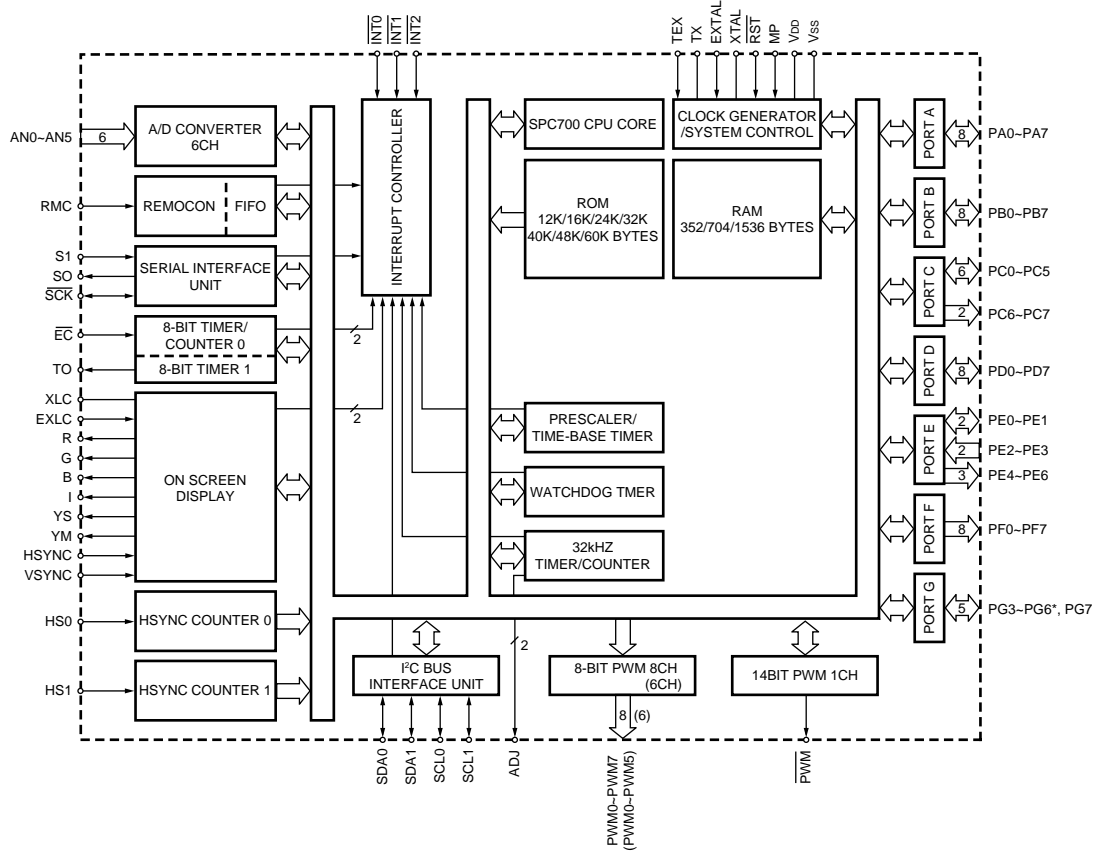 INT0
INT1
INT2
TEX
TX
EXTAL
XTAL
RST
MP
VDD
VSS
AN0~AN5
6
A/D CONVERTER
6CH
RMC
REMOCON
FIFO
S1
SO
SCK
SERIAL INTERFACE
UNIT
EC
TO
8-BIT TIMER/
COUNTER 0
8-BIT TIMER 1
2
XLC
EXLC
R
G
B
I
YS
YM
HSYNC
VSYNC
ON SCREEN
DISPLAY
2
HS0
HSYNC COUNTER 0
HS1
HSYNC COUNTER 1
INTERRUPT CONTROLLER
SPC700 CPU CORE
CLOCK GENERATOR
/SYSTEM CONTROL
ROM
12K/16K/24K/32K
40K/48K/60K BYTES
RAM
352/704/1536 BYTES
2
PRESCALER/
TIME-BASE TIMER
WATCHDOG TMER
32kHZ
TIMER/COUNTER
PORT A
8
PA0~PA7
PORT B
8
PB0~PB7
PORT C
6
PC0~PC5
2
PC6~PC7
PORT D
8
PD0~PD7
PORT E
2
PE0~PE1
2
PE2~PE3
3
PE4~PE6
PORT F
8
PF0~PF7
PORT G
5
PG3~PG6*, PG7
I²C BUS
INTERFACE UNIT
2
8-BIT PWM 8CH
(6CH)
14BIT PWM 1CH
8 (6)
SDA0
SDA1
SCL0
SCL1
ADJ
PWM0~PWM7
(PWM0~PWM5)
PWM